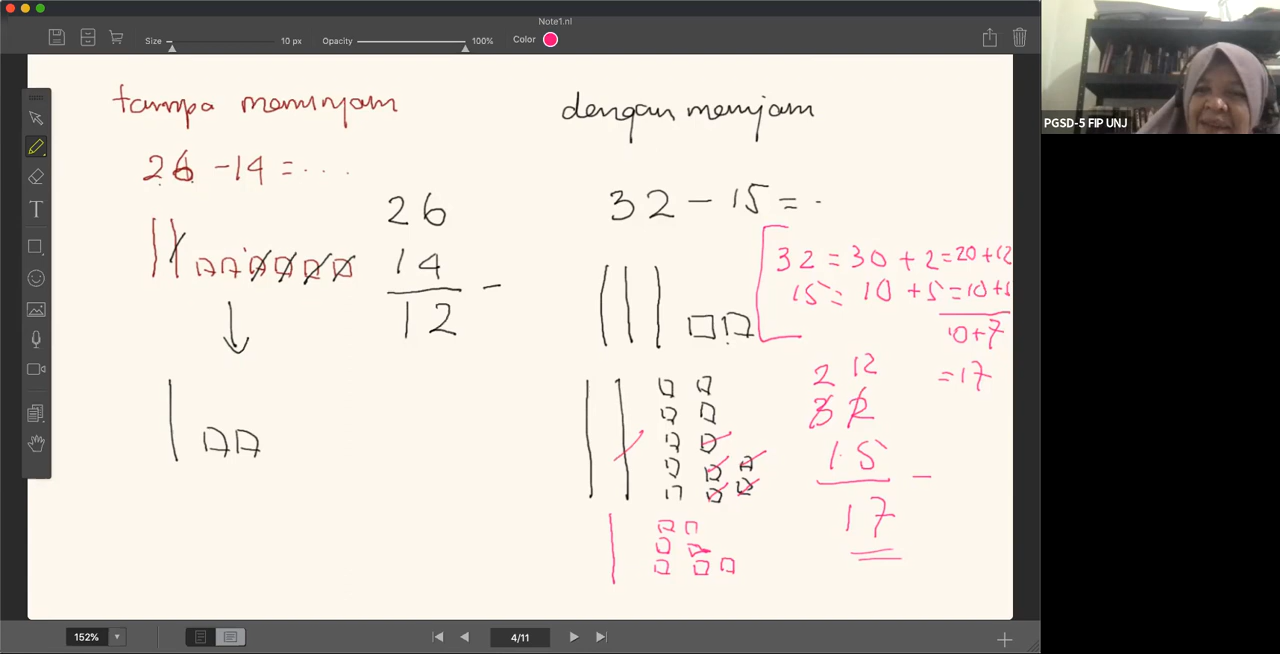 Note1.nl
Size 10 px Opacity 100% Color
PGSD-5 FIP UNJ
tampa meminjam
26 - 14 = ....
26
14
12 -
dengan meminjam
32 - 15 = .
32 = 30 + 2 = 20 + 12
15 = 10 + 5 = 10 + 5
10 + 7
= 17
2 12
32
15
17 -
T
152% 4/11